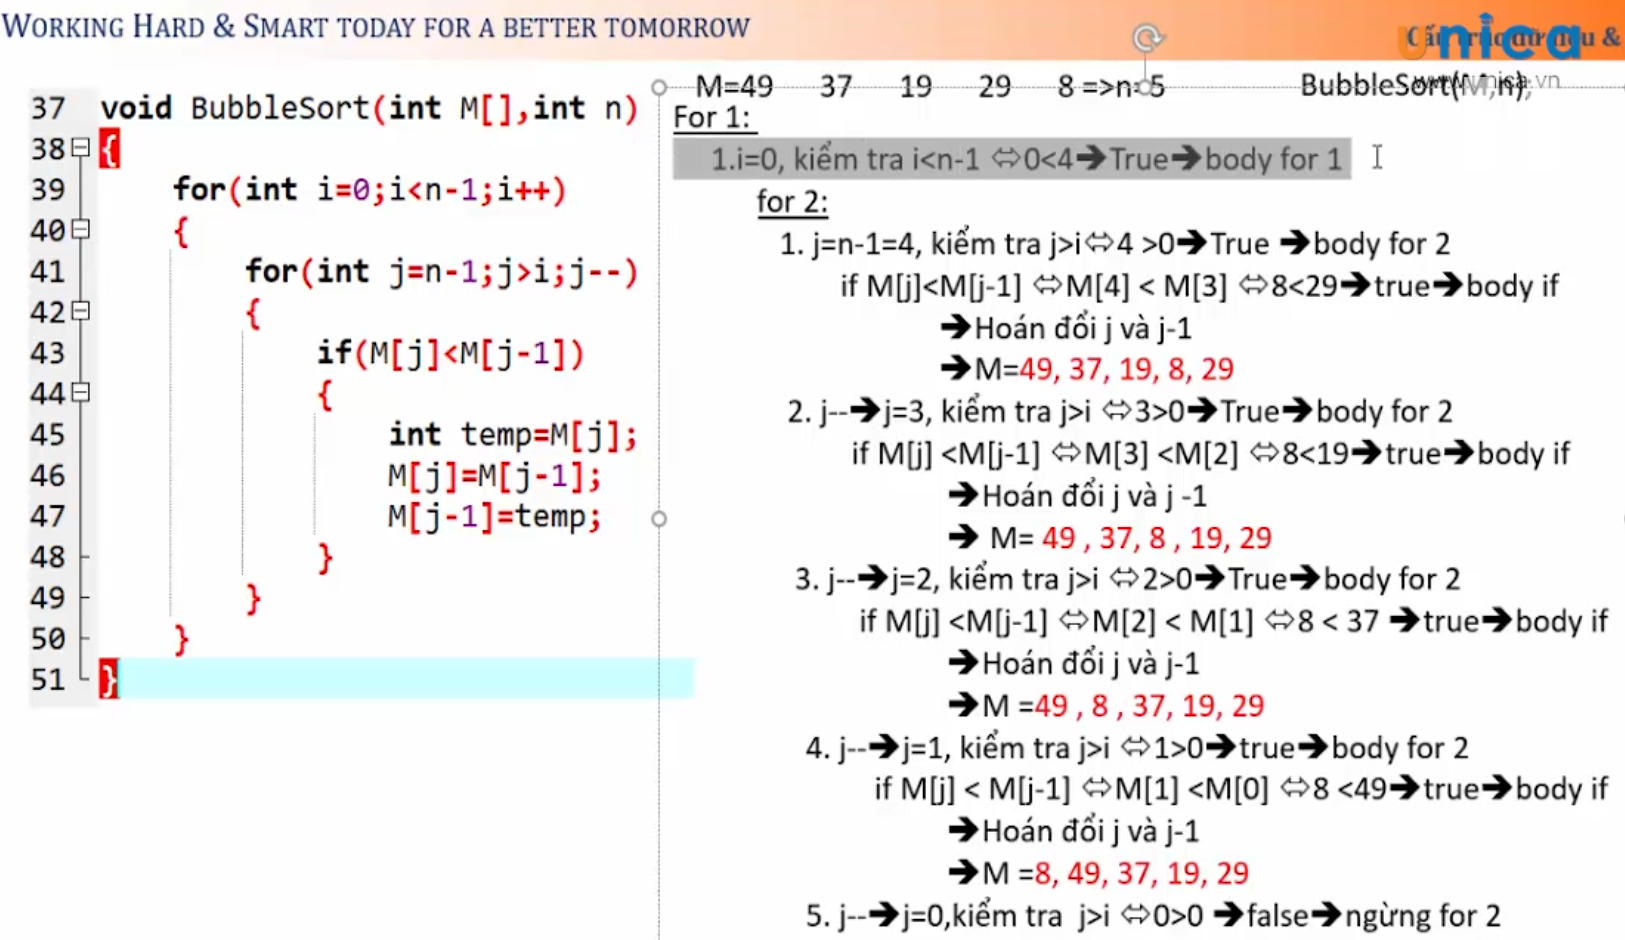 WORKING HARD & SMART TODAY FOR A BETTER TOMORROW
Cấu trúc dữ liệu &
unica
www.unica.vn
37 void BubbleSort(int M[],int n)
38 {
39 for(int i=0;i<n-1;i++)
40 {
41 for(int j=n-1;j>i;j--)
42 {
43 if(M[j]<M[j-1])
44 {
45 int temp=M[j];
46 M[j]=M[j-1];
47 M[j-1]=temp;
48 }
49 }
50 }
51 }
M=49 37 19 29 8 =>n=5 BubbleSort(M,n);
For 1:
1.i=0, kiểm tra i<n-1 ⇔0<4➔True➔body for 1
for 2:
1. j=n-1=4, kiểm tra j>i⇔4 >0➔True ➔body for 2
if M[j]<M[j-1] ⇔M[4] < M[3] ⇔8<29➔true➔body if
➔Hoán đổi j và j-1
➔M=49, 37, 19, 8, 29
2. j--➔j=3, kiểm tra j>i ⇔3>0➔True➔body for 2
if M[j] <M[j-1] ⇔M[3] <M[2] ⇔8<19➔true➔body if
➔Hoán đổi j và j -1
➔ M= 49 , 37, 8 , 19, 29
3. j--➔j=2, kiểm tra j>i ⇔2>0➔True➔body for 2
if M[j] <M[j-1] ⇔M[2] < M[1] ⇔8 < 37 ➔true➔body if
➔Hoán đổi j và j-1
➔M =49 , 8 , 37, 19, 29
4. j--➔j=1, kiểm tra j>i ⇔1>0➔true➔body for 2
if M[j] < M[j-1] ⇔M[1] <M[0] ⇔8 <49➔true➔body if
➔Hoán đổi j và j-1
➔M =8, 49, 37, 19, 29
5. j--➔j=0,kiểm tra j>i ⇔0>0 ➔false➔ngừng for 2